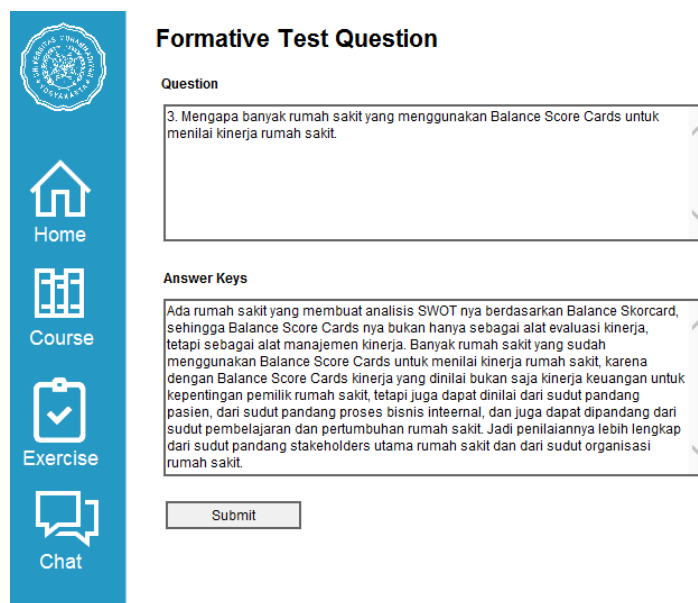 UNIVERSITAS MUHAMMADIYAH
YOGYAKARTA
Formative Test Question
Question
3. Mengapa banyak rumah sakit yang menggunakan Balance Score Cards untuk
menilai kinerja rumah sakit.
Home
Answer Keys
Ada rumah sakit yang membuat analisis SWOT nya berdasarkan Balance Skorcard,
sehingga Balance Score Cards nya bukan hanya sebagai alat evaluasi kinerja,
tetapi sebagai alat manajemen kinerja. Banyak rumah sakit yang sudah
menggunakan Balance Score Cards untuk menilai kinerja rumah sakit, karena
dengan Balance Score Cards kinerja yang dinilai bukan saja kinerja keuangan untuk
kepentingan pemilik rumah sakit, tetapi juga dapat dinilai dari sudut pandang
pasien, dari sudut pandang proses bisnis inteernal, dan juga dapat dipandang dari
sudut pembelajaran dan pertumbuhan rumah sakit. Jadi penilaiannya lebih lengkap
dari sudut pandang stakeholders utama rumah sakit dan dari sudut organisasi
rumah sakit.
Course
Exercise
Submit
Chat